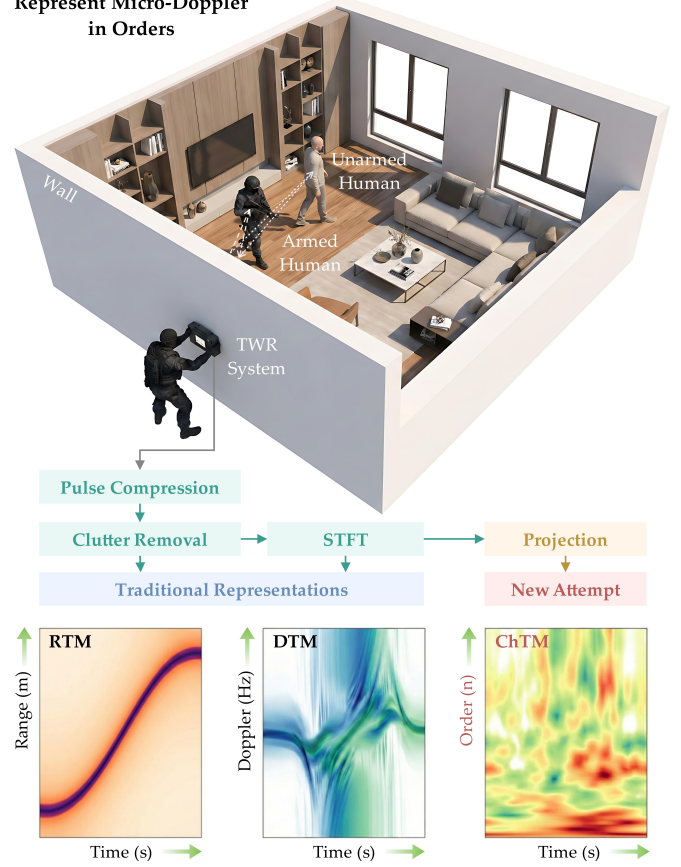 Represent Micro-Doppler
in Orders
Wall
Unarmed
Human
Armed
Human
TWR
System
Pulse Compression
Clutter Removal
STFT
Projection
Traditional Representations
New Attempt
RTM
Range (m)
Time (s)
DTM
Doppler (Hz)
Time (s)
ChTM
Order (n)
Time (s)